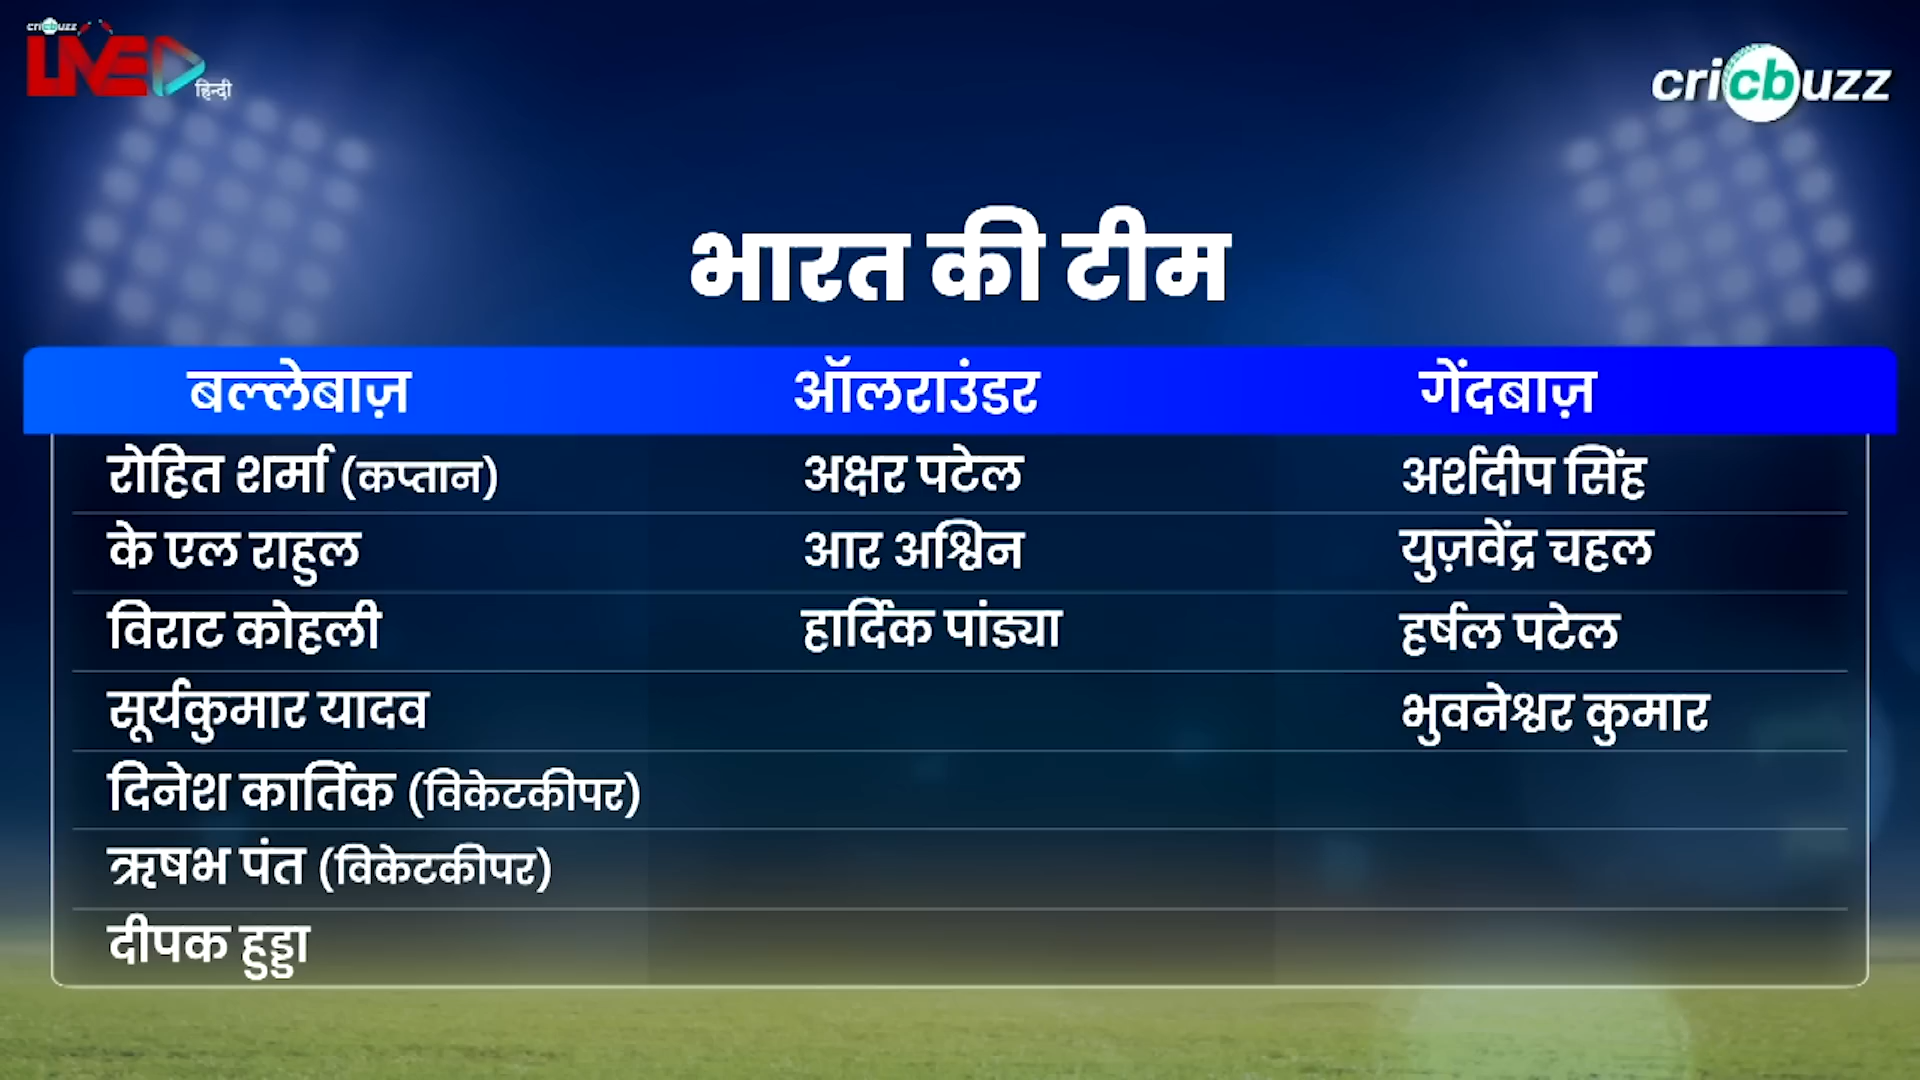 cricbuzz
LIVE
हिन्दी
cricbuzz
भारत की टीम
बल्लेबाज़ ऑलराउंडर गेंदबाज़
रोहित शर्मा (कप्तान) अक्षर पटेल अर्शदीप सिंह
के एल राहुल आर अश्विन युज़वेंद्र चहल
विराट कोहली हार्दिक पांड्या हर्षल पटेल
सूर्यकुमार यादव भुवनेश्वर कुमार
दिनेश कार्तिक (विकेटकीपर)
ऋषभ पंत (विकेटकीपर)
दीपक हुड्डा